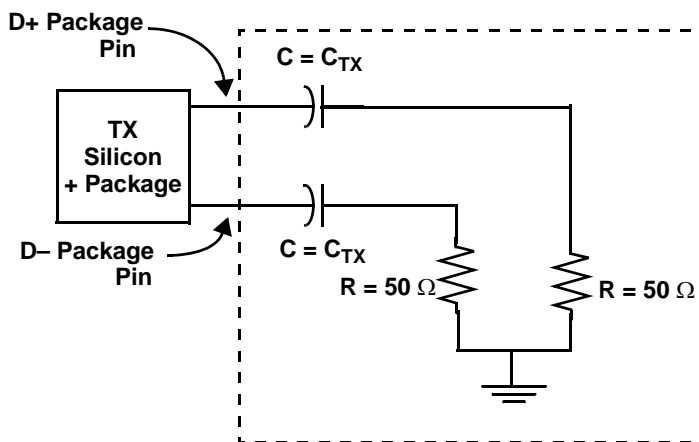 D+ Package
Pin
C = CTX
TX
Silicon
+ Package
D– Package
Pin
C = CTX
R = 50 Ω
R = 50 Ω